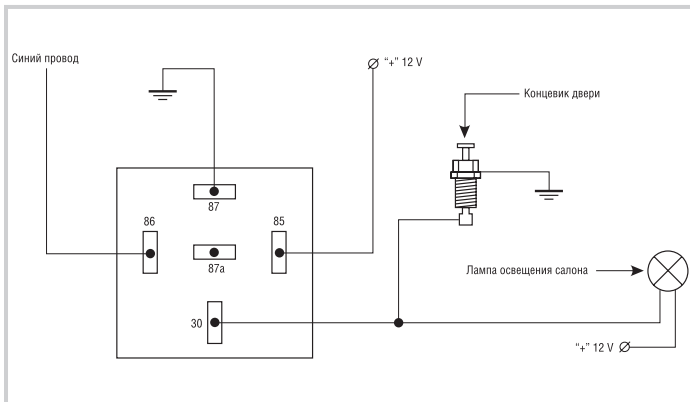 Синий провод
"+" 12 V
Концевик двери
87
86
85
87a
Лампа освещения салона
30
"+" 12 V